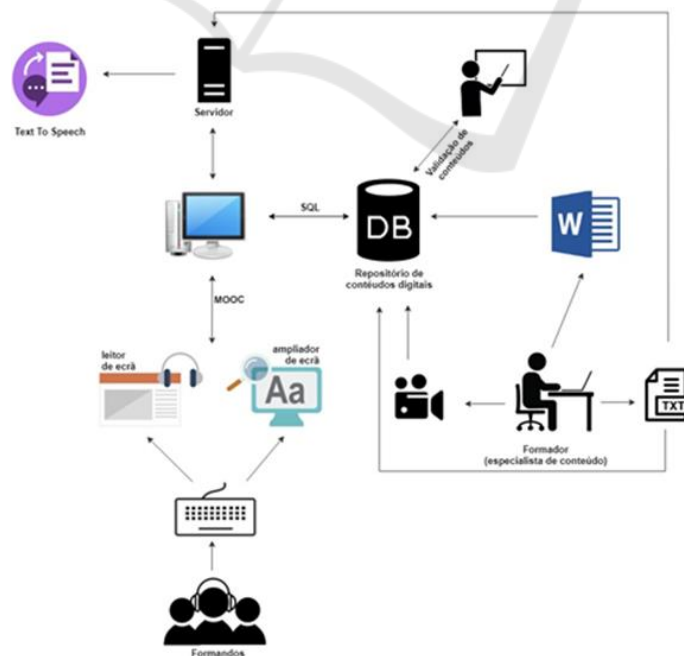 Text To Speech
Servidor
Validação de
conteúdos
SQL
DB
W
Repositório de
contéudos digitais
MOOC
leitor
de ecrã
ampliador
de ecrã
Aa
TXT
Formador
(especialista de conteúdo)
Formandos